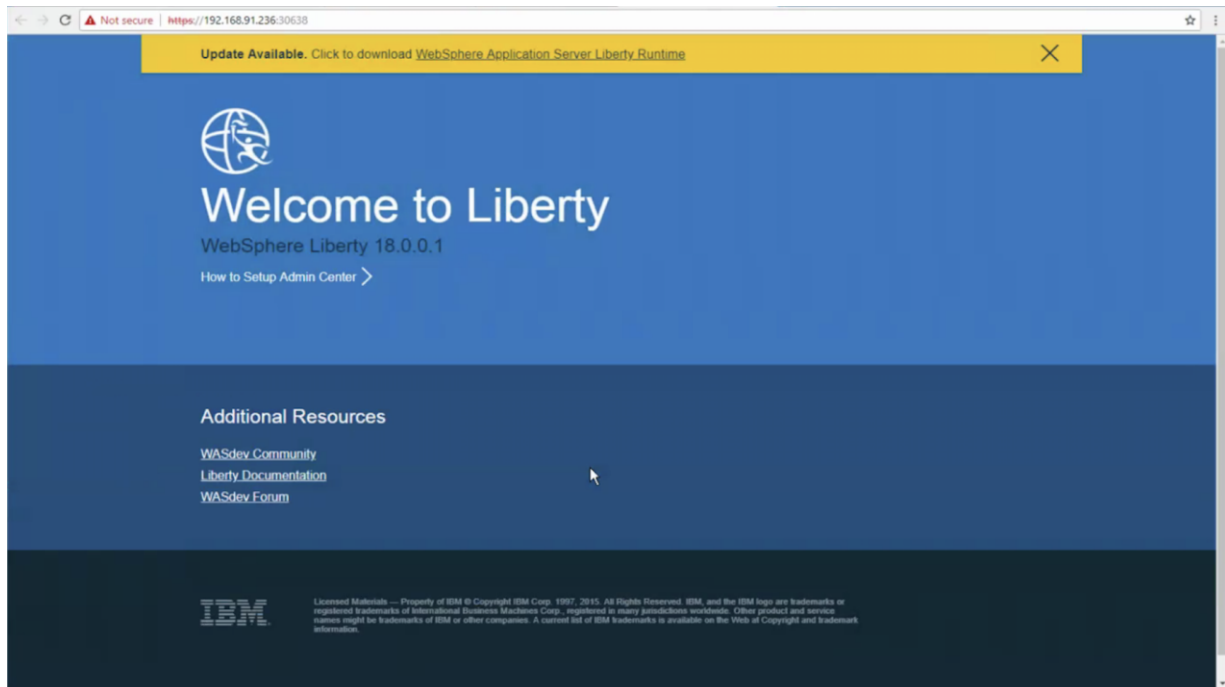 Not secure | https://192.168.91.236:30638
Update Available. Click to download WebSphere Application Server Liberty Runtime
Welcome to Liberty
WebSphere Liberty 18.0.0.1
How to Setup Admin Center
Additional Resources
WASdev Community
Liberty Documentation
WASdev Forum
IBM
Licensed Materials — Property of IBM © Copyright IBM Corp. 1997, 2015. All Rights Reserved. IBM, and the IBM logo are trademarks or
registered trademarks of International Business Machines Corp., registered in many jurisdictions worldwide. Other product and service
names might be trademarks of IBM or other companies. A current list of IBM trademarks is available on the Web at Copyright and trademark
information.